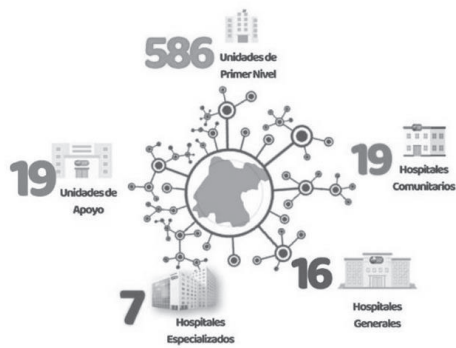 586
Unidades de
Primer Nivel
19
Unidades de
Apoyo
19
Hospitales
Comunitarios
7
Hospitales
Especializados
16
Hospitales
Generales